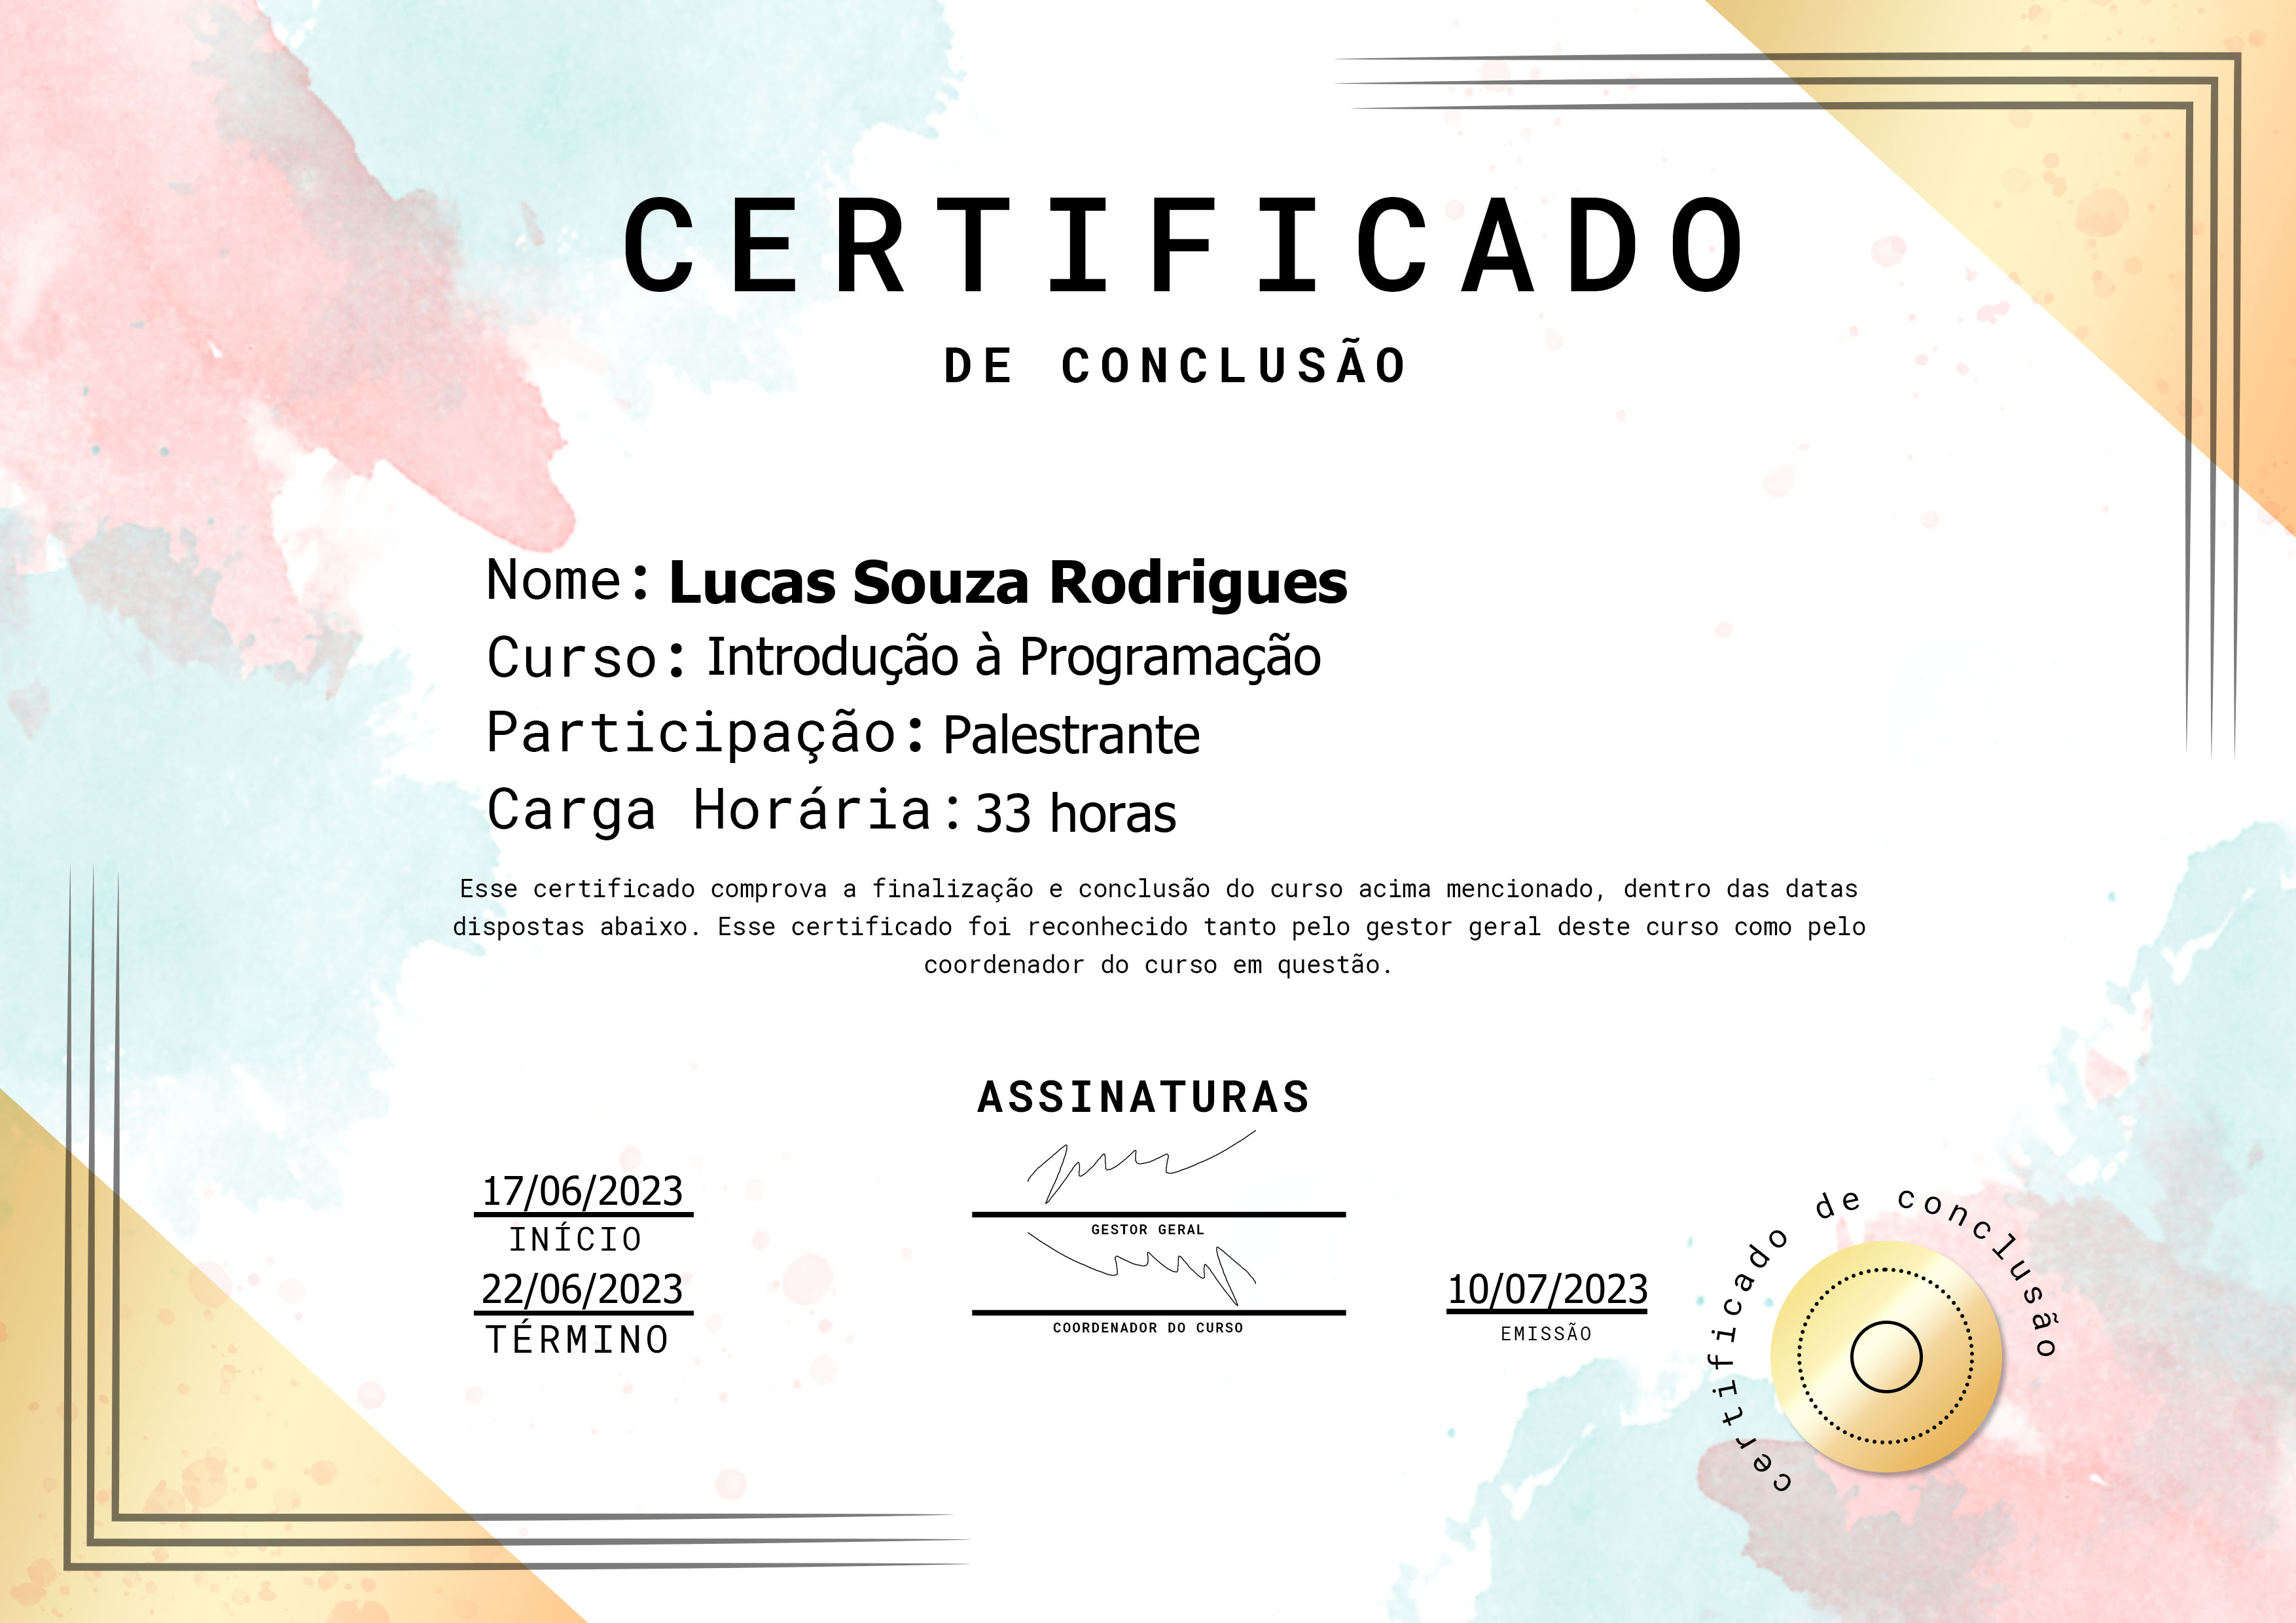 CERTIFICADO
DE CONCLUSÃO
Nome: Lucas Souza Rodrigues
Curso: Introdução à Programação
Participação: Palestrante
Carga Horária: 33 horas
Esse certificado comprova a finalização e conclusão do curso acima mencionado, dentro das datas
dispostas abaixo. Esse certificado foi reconhecido tanto pelo gestor geral deste curso como pelo
coordenador do curso em questão.
ASSINATURAS
17/06/2023
INÍCIO
GESTOR GERAL
22/06/2023
TÉRMINO
COORDENADOR DO CURSO
10/07/2023
EMISSÃO
certificado de conclusão